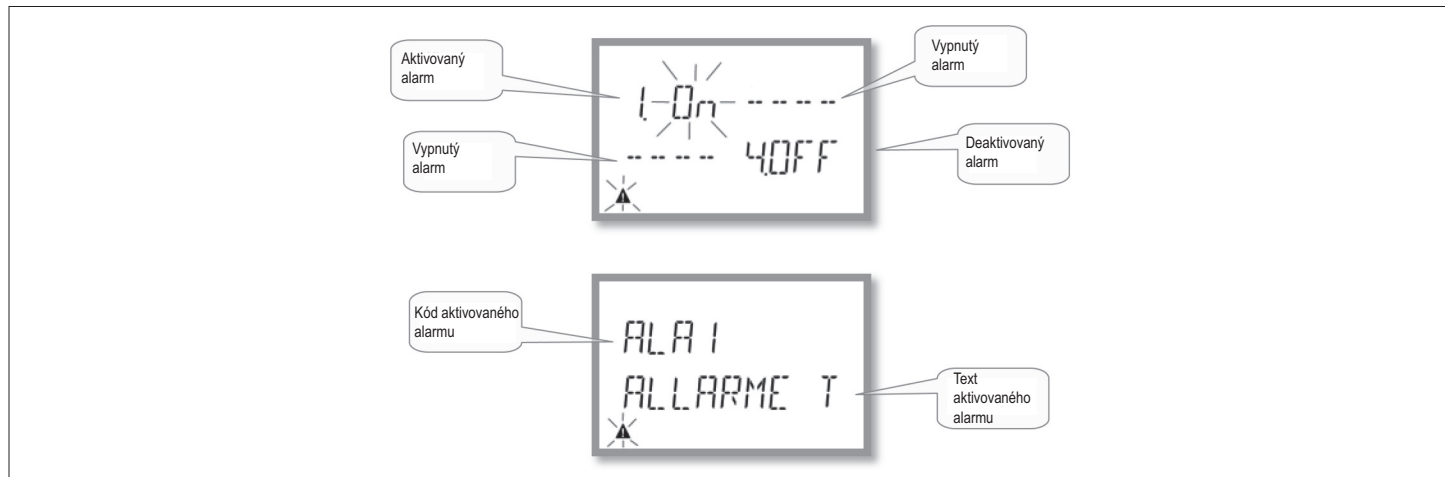 Aktivovaný
alarm
Vypnutý
alarm
1. On ----
Vypnutý
alarm
---- 4.OFF
Deaktivovaný
alarm
Kód aktivovaného
alarmu
ALA1
ALLARME T
Text
aktivovaného
alarmu